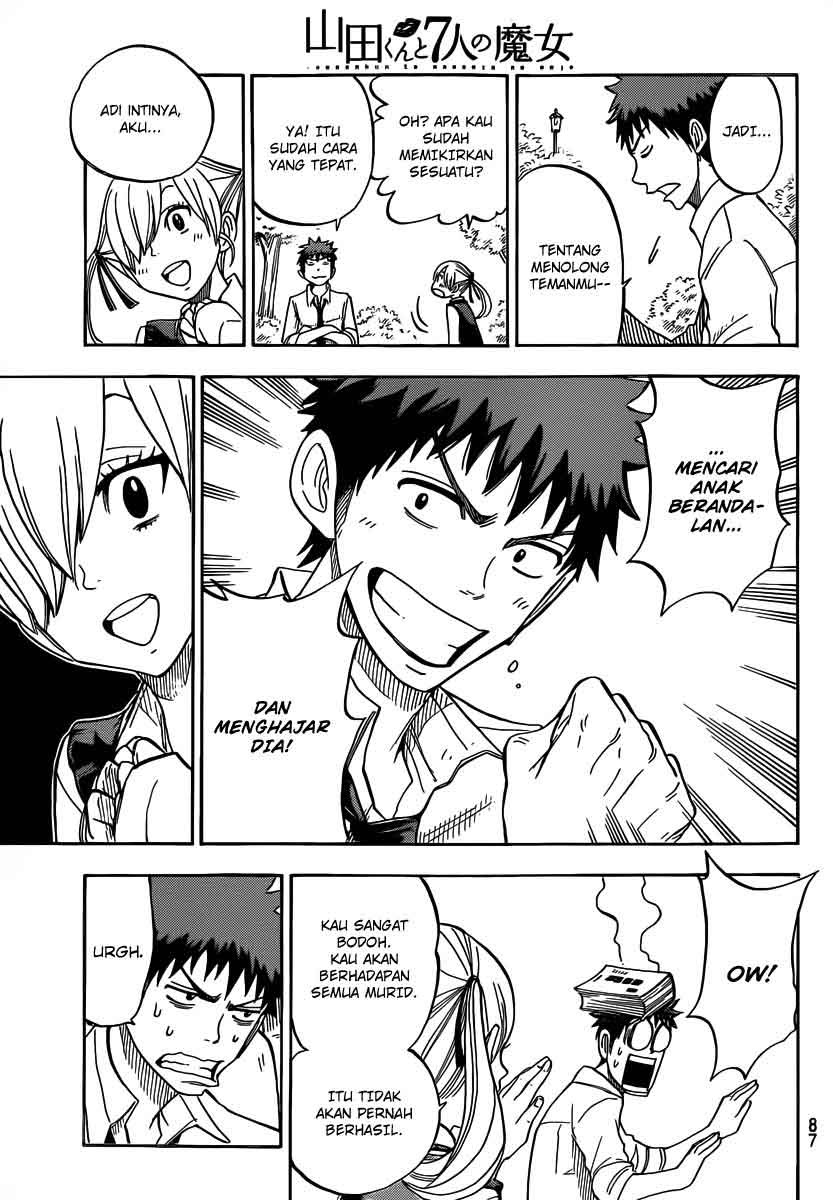 山田くんと7人の魔女
JADI...
TENTANG
MENOLONG
TEMANMU--
OH? APA KAU
SUDAH
MEMIKIRKAN
SESUATU?
YA! ITU
SUDAH CARA
YANG TEPAT.
ADI INTINYA,
AKU...
...
MENCARI
ANAK
BERANDA-
LAN...
DAN
MENGHAJAR
DIA!
OW!
KAU SANGAT
BODOH.
KAU AKAN
BERHADAPAN
SEMUA MURID.
ITU TIDAK
AKAN PERNAH
BERHASIL.
URGH.
87